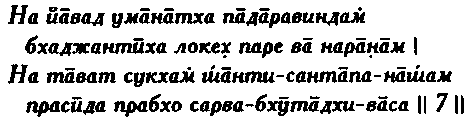 На йа̄вад ума̄на̄тха па̄да̄равиндам̇
бхаджантӣха локех̣ паре ва̄ нара̄н̣а̄м |
На та̄ват сукхам̇ ш́а̄нти-санта̄па-на̄ш́ам
прасӣда прабхо сарва-бхӯта̄дхи-ва̄са || 7 ||